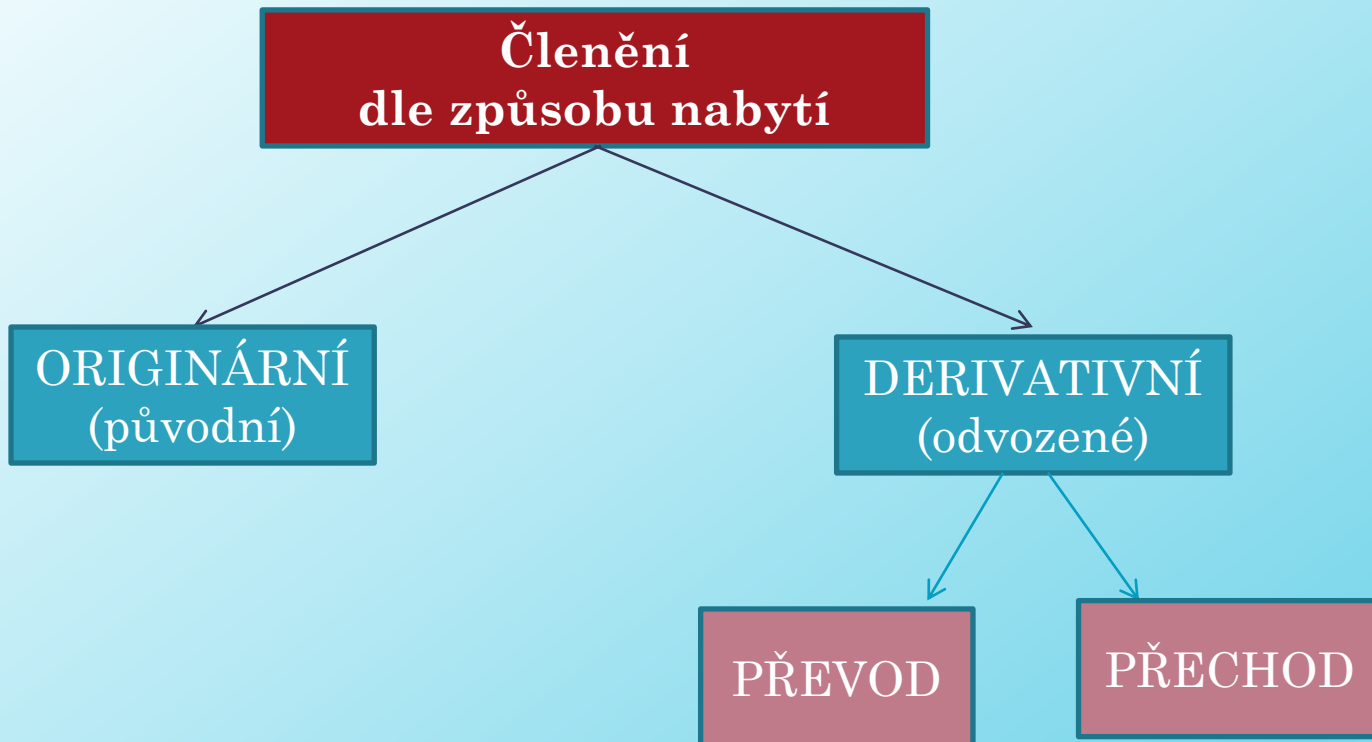 Členění
dle způsobu nabytí
ORIGINÁRNÍ
(původní)
DERIVATIVNÍ
(odvozené)
PŘEVOD
PŘECHOD